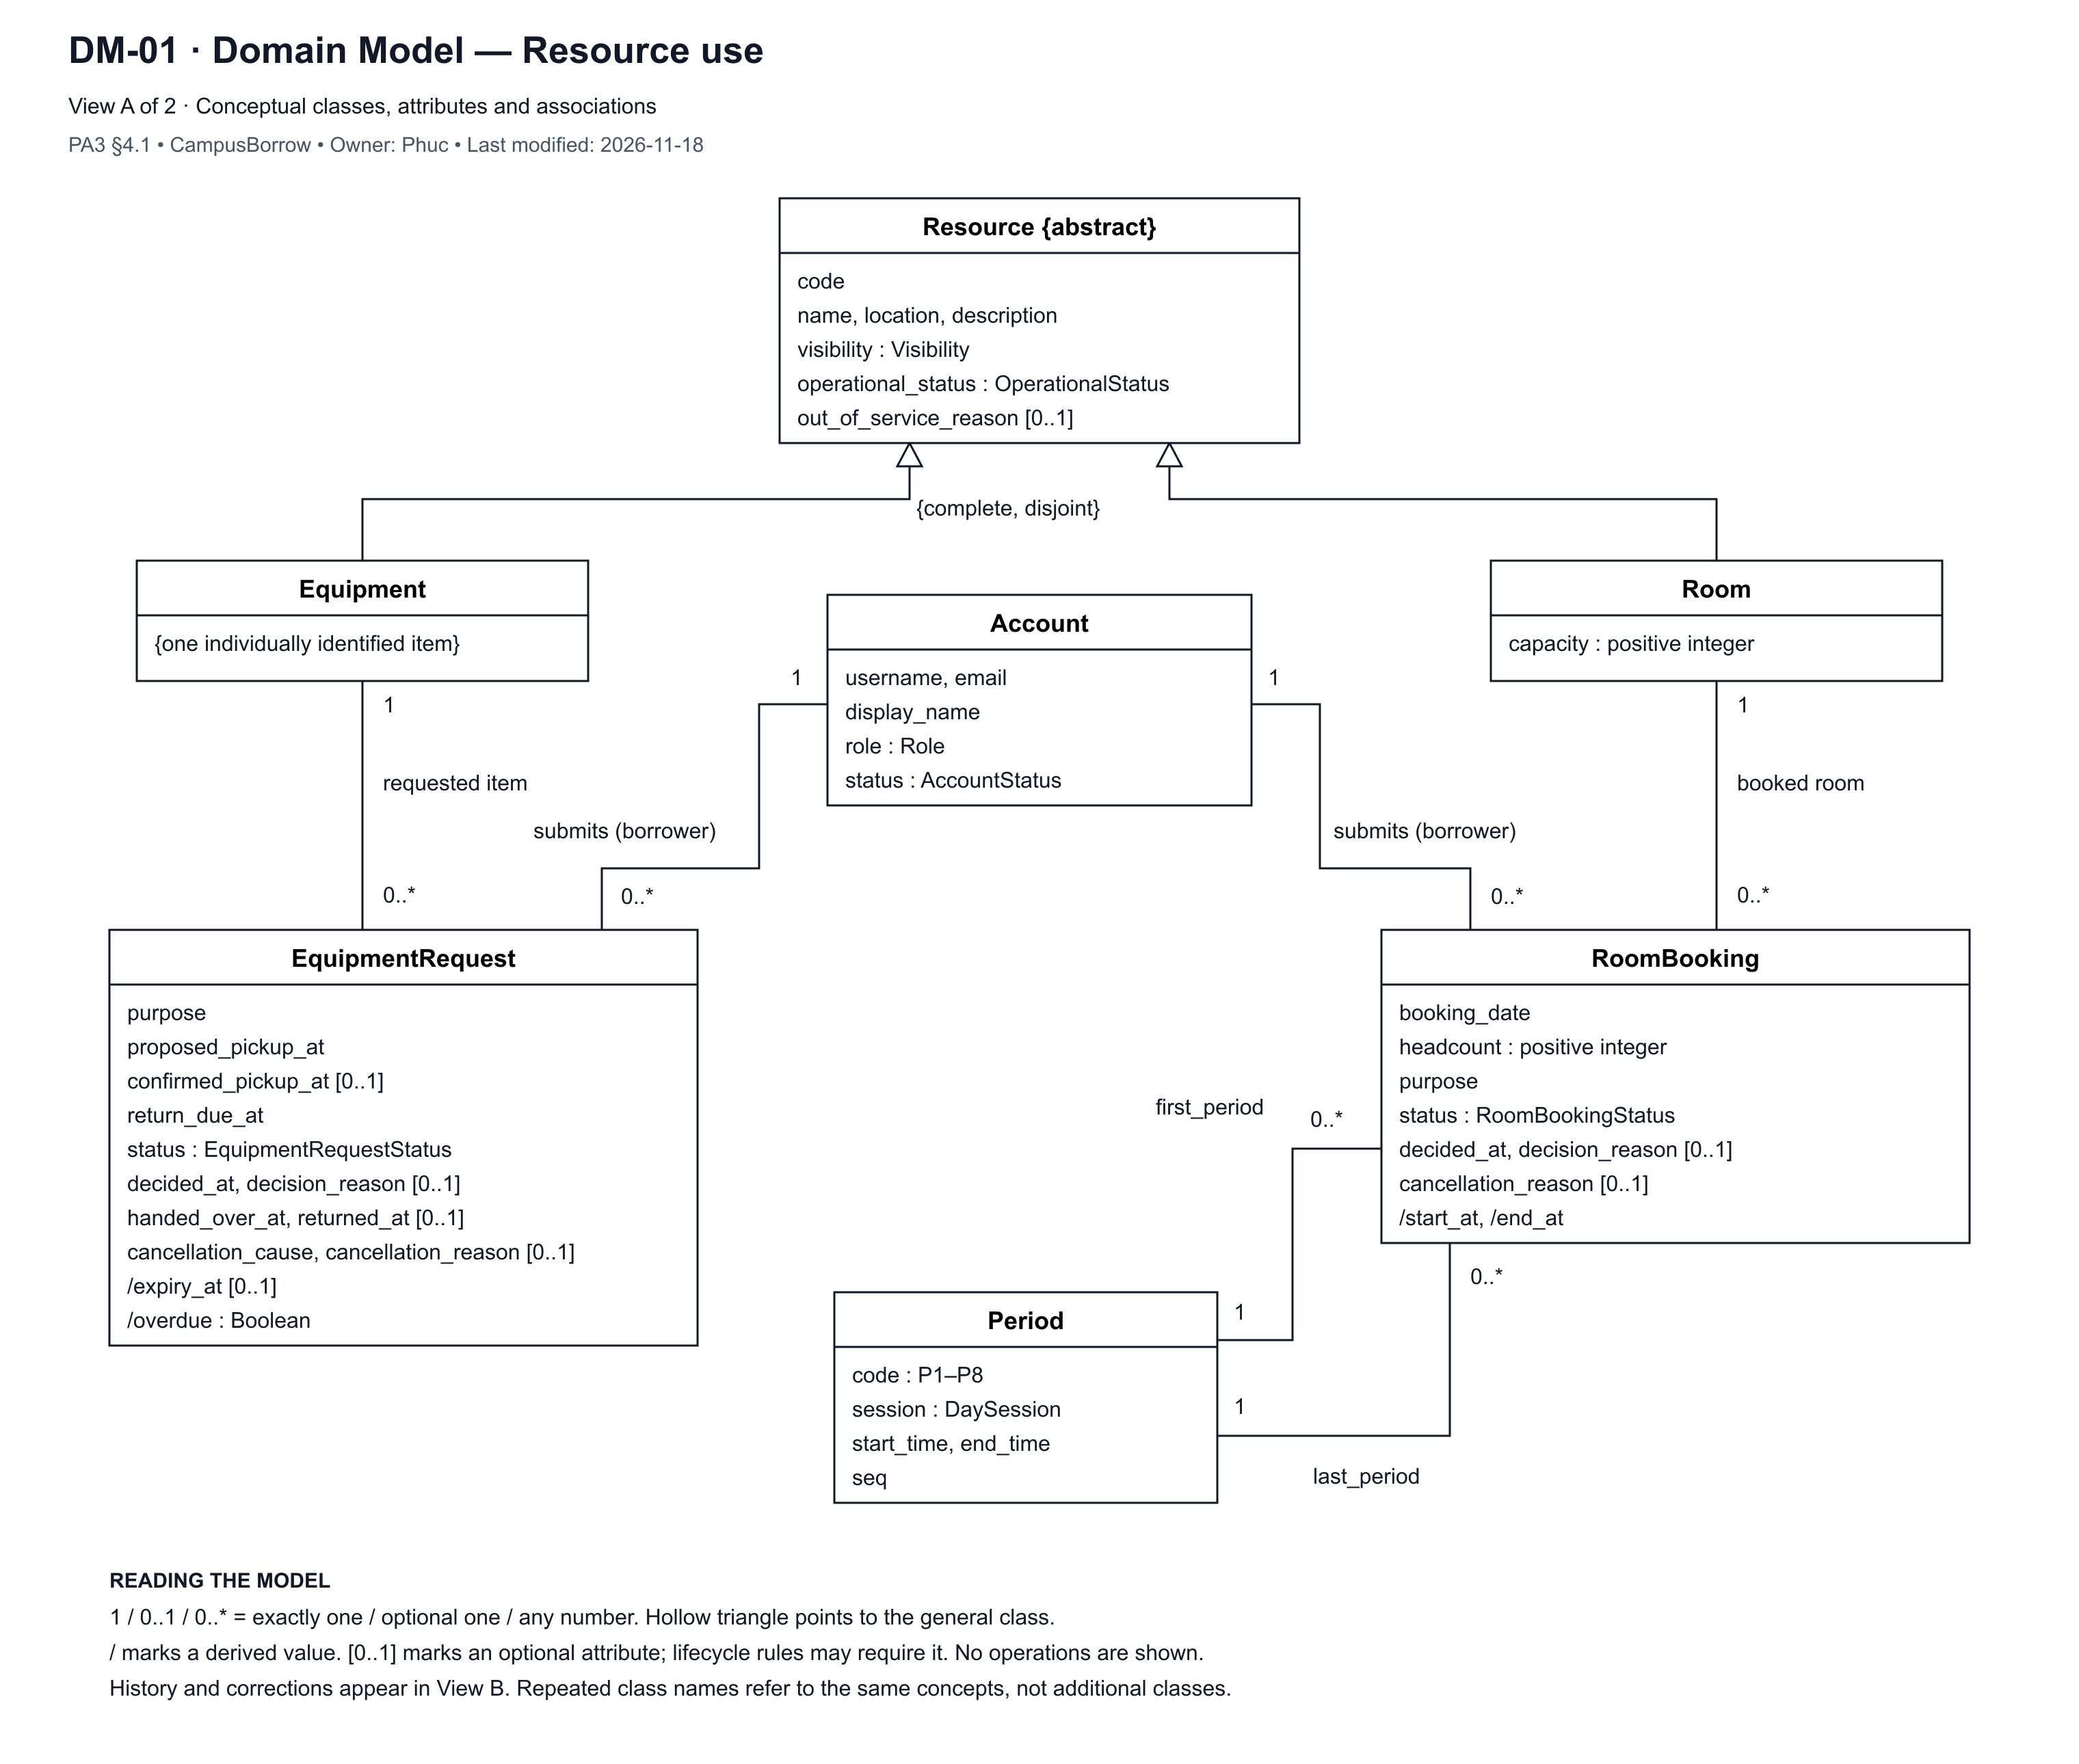 DM-01 · Domain Model — Resource use
View A of 2 · Conceptual classes, attributes and associations
PA3 §4.1 • CampusBorrow • Owner: Phuc • Last modified: 2026-11-18
Resource {abstract}
code
name, location, description
visibility : Visibility
operational_status : OperationalStatus
out_of_service_reason [0..1]
{complete, disjoint}
Equipment
{one individually identified item}
Account
username, email
display_name
role : Role
status : AccountStatus
Room
capacity : positive integer
1
1
1
1
requested item
booked room
submits (borrower)
submits (borrower)
0..*
0..*
0..*
0..*
EquipmentRequest
purpose
proposed_pickup_at
confirmed_pickup_at [0..1]
return_due_at
status : EquipmentRequestStatus
decided_at, decision_reason [0..1]
handed_over_at, returned_at [0..1]
cancellation_cause, cancellation_reason [0..1]
/expiry_at [0..1]
/overdue : Boolean
RoomBooking
booking_date
headcount : positive integer
purpose
status : RoomBookingStatus
decided_at, decision_reason [0..1]
cancellation_reason [0..1]
/start_at, /end_at
first_period
0..*
0..*
1
Period
code : P1–P8
session : DaySession
start_time, end_time
seq
1
last_period
READING THE MODEL
1 / 0..1 / 0..* = exactly one / optional one / any number. Hollow triangle points to the general class.
/ marks a derived value. [0..1] marks an optional attribute; lifecycle rules may require it. No operations are shown.
History and corrections appear in View B. Repeated class names refer to the same concepts, not additional classes.